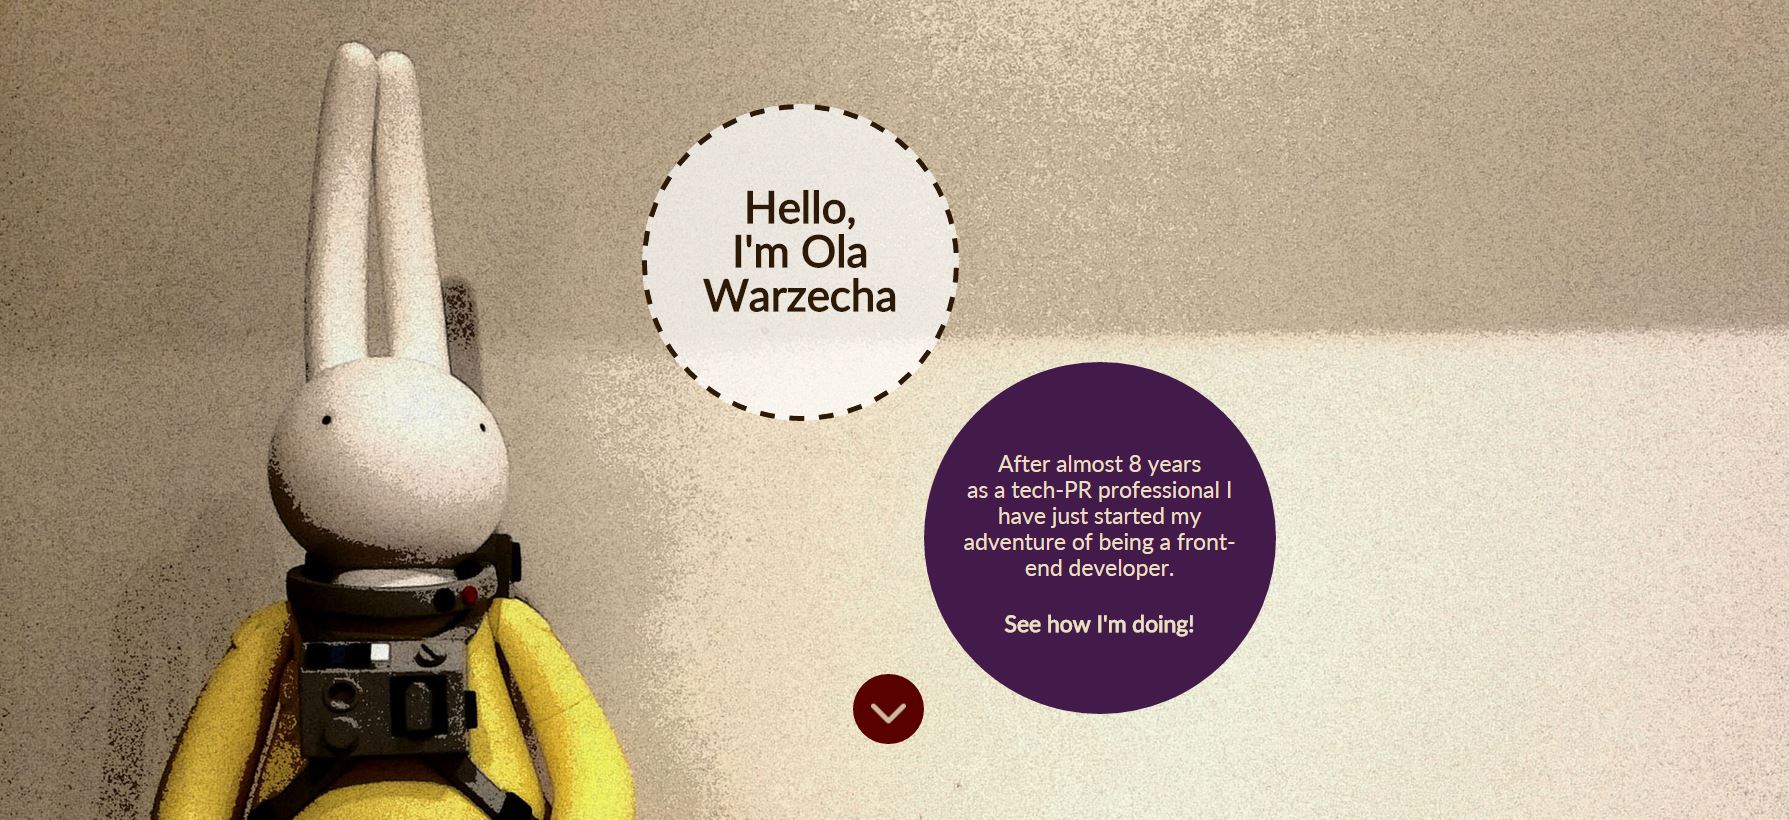 Hello,
I'm Ola
Warzecha
After almost 8 years
as a tech-PR professional I
have just started my
adventure of being a front-
end developer.
See how I'm doing!